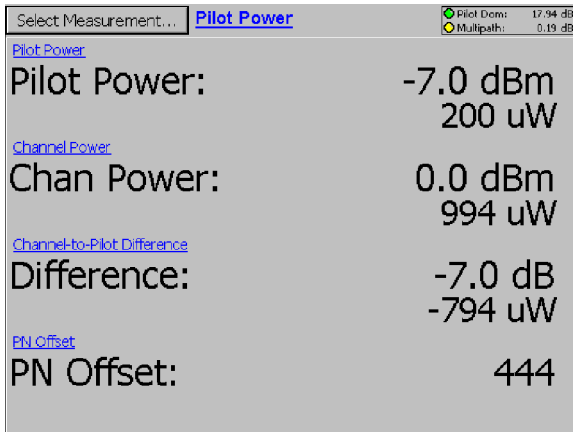 Select Measurement... Pilot Power Pilot Dom: 17.94 dB
Multipath: 0.19 dB
Pilot Power
Pilot Power: -7.0 dBm
200 uW
Channel Power
Chan Power: 0.0 dBm
994 uW
Channel-to-Pilot Difference
Difference: -7.0 dB
-794 uW
PN Offset
PN Offset: 444